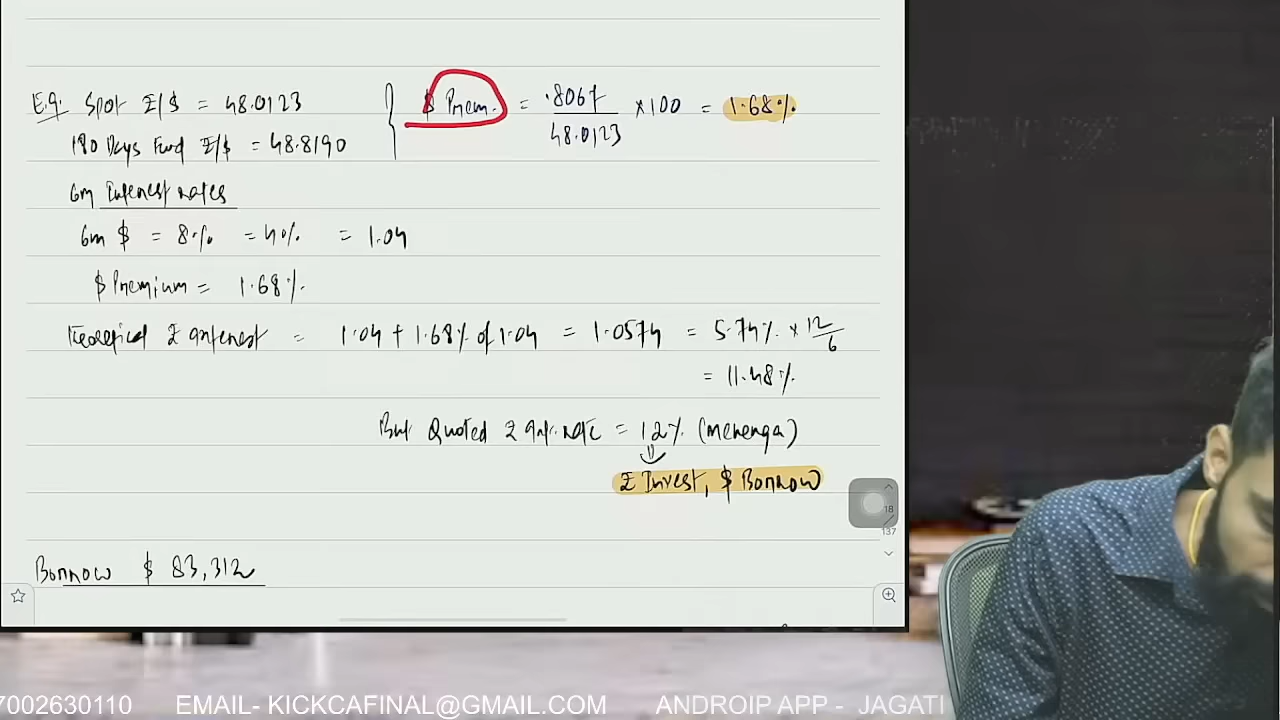 E.g. Spot ₹/$ = 48.0123
180 Days Fwd ₹/$ = 48.8190
$ Prem. = .8067 / 48.0123 ×100 = 1.68%
6m Interest rates
6m $ = 8% = 4% = 1.04
$ Premium = 1.68%
₹ interest = 1.04 + 1.68% of 1.04 = 1.0574 = 5.74% × 12/6
= 11.48%
But Quoted ₹ int. rate = 12% (menenga)
₹ Invest, $ Borrow
18
137
Borrow $ 83,312
7002630110 EMAIL- KICKCAFINAL@GMAIL.COM ANDROIP APP - JAGATI